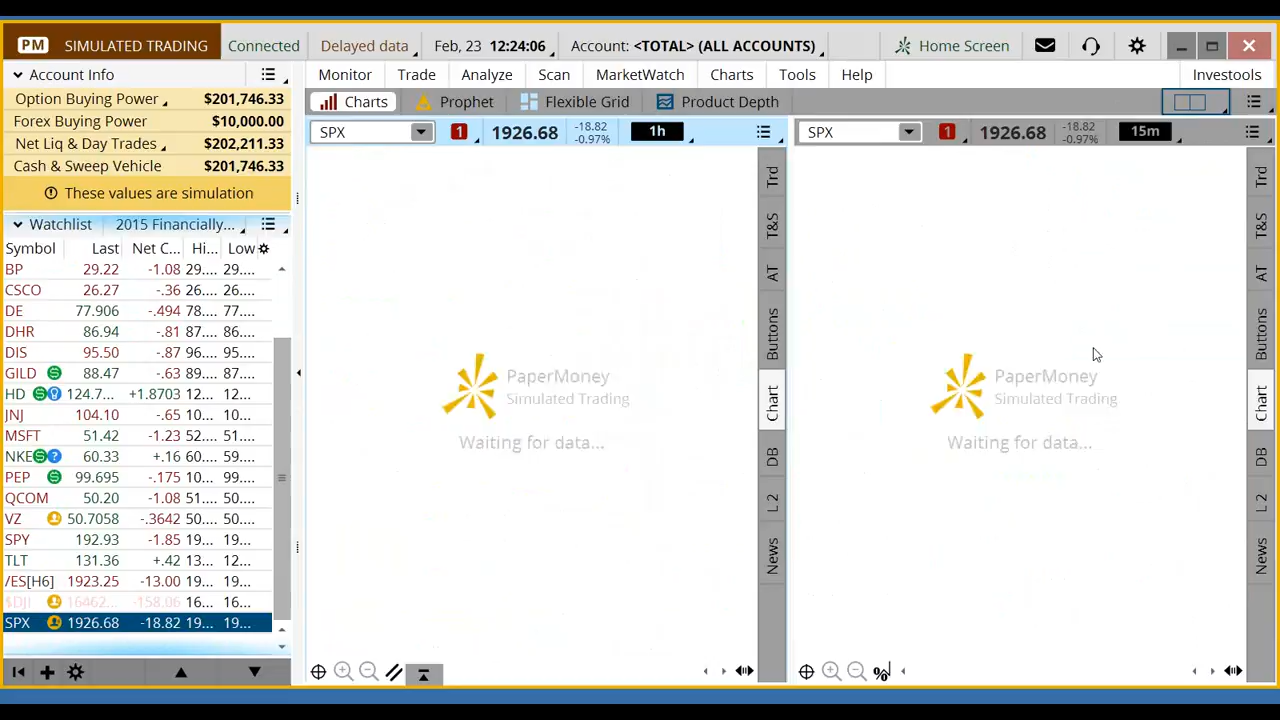 PM SIMULATED TRADING Connected Delayed data Feb, 23 12:24:06 Account: <TOTAL> (ALL ACCOUNTS) Home Screen
Account Info
Monitor Trade Analyze Scan MarketWatch Charts Tools Help Investools
Option Buying Power $201,746.33
Forex Buying Power $10,000.00
Net Liq & Day Trades $202,211.33
Cash & Sweep Vehicle $201,746.33
These values are simulation
Charts Prophet Flexible Grid Product Depth
SPX 1 1926.68 -18.82 -0.97% 1h
SPX 1 1926.68 -18.82 -0.97% 15m
Watchlist 2015 Financially...
Symbol Last Net C... Hi... Low
BP 29.22 -1.08 29.... 29....
CSCO 26.27 -.36 26.... 26....
DE 77.906 -.494 78.... 77....
DHR 86.94 -.81 87.... 86....
DIS 95.50 -.87 96.... 95....
GILD 88.47 -.63 89.... 87....
HD 124.7... +1.8703 12... 12...
JNJ 104.10 -.65 10... 10...
MSFT 51.42 -1.23 52.... 51....
NKE 60.33 +.16 60.... 59....
PEP 99.695 -.175 10... 99....
QCOM 50.20 -1.08 51.... 50....
VZ 50.7058 -.3642 50.... 50....
SPY 192.93 -1.85 19... 19...
TLT 131.36 +.42 13... 12...
/ES[H6] 1923.25 -13.00 19... 19...
$DJI 16462... -158.06 16... 16...
SPX 1926.68 -18.82 19... 19...
PaperMoney
Simulated Trading
Waiting for data...
Trd
T&S
AT
Buttons
Chart
DB
L 2
News
PaperMoney
Simulated Trading
Waiting for data...
Trd
T&S
AT
Buttons
Chart
DB
L 2
News
%